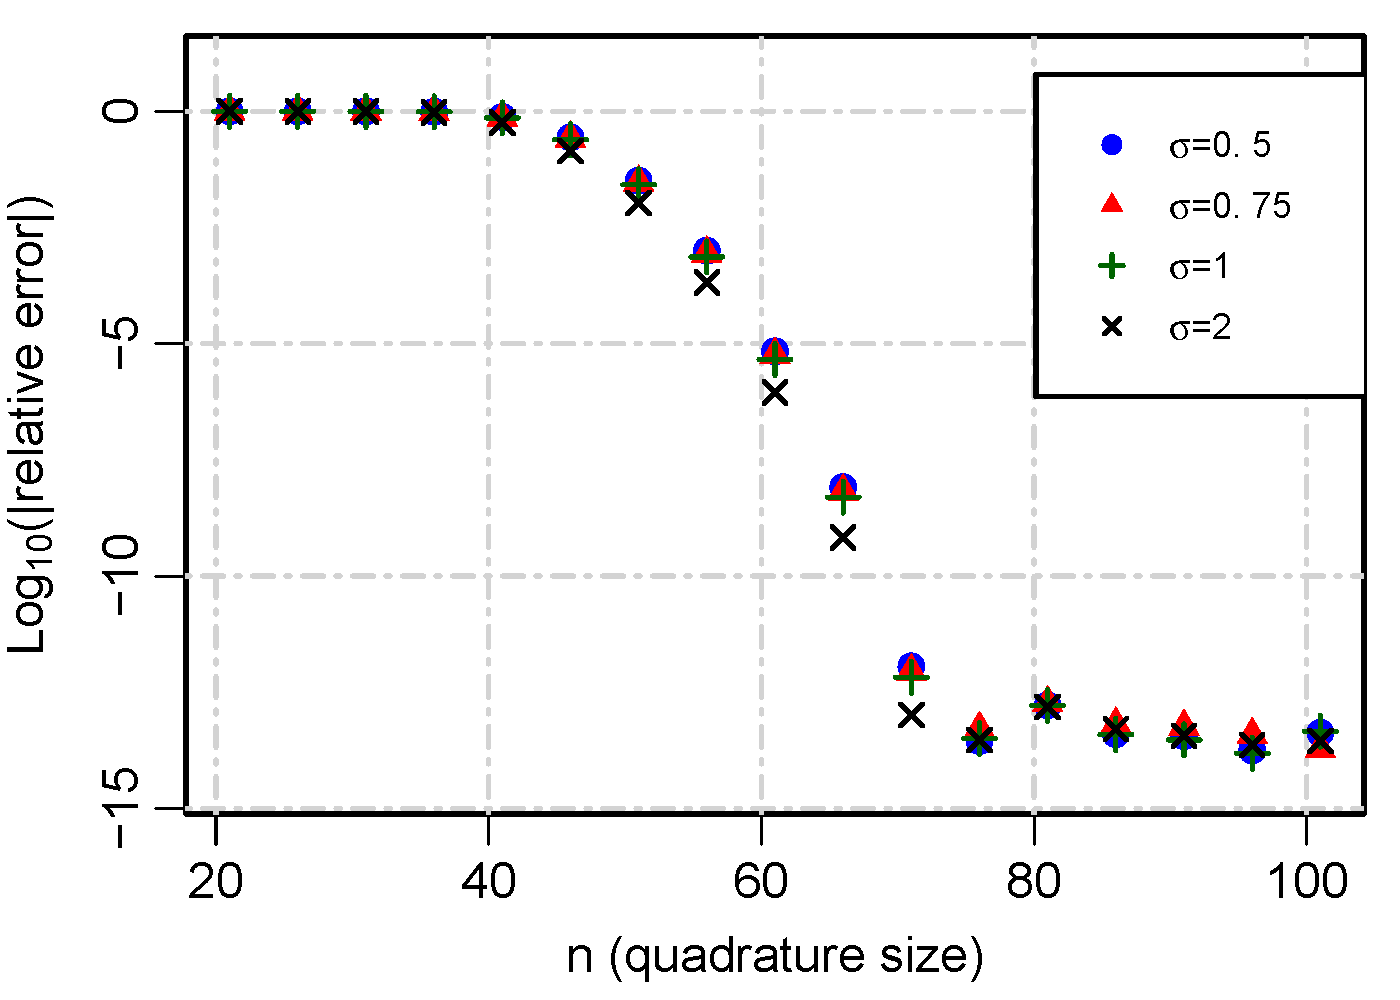 Log10(|relative error|)
0
−5
−10
−15
20 40 60 80 100
n (quadrature size)
σ=0. 5
σ=0. 75
σ=1
σ=2